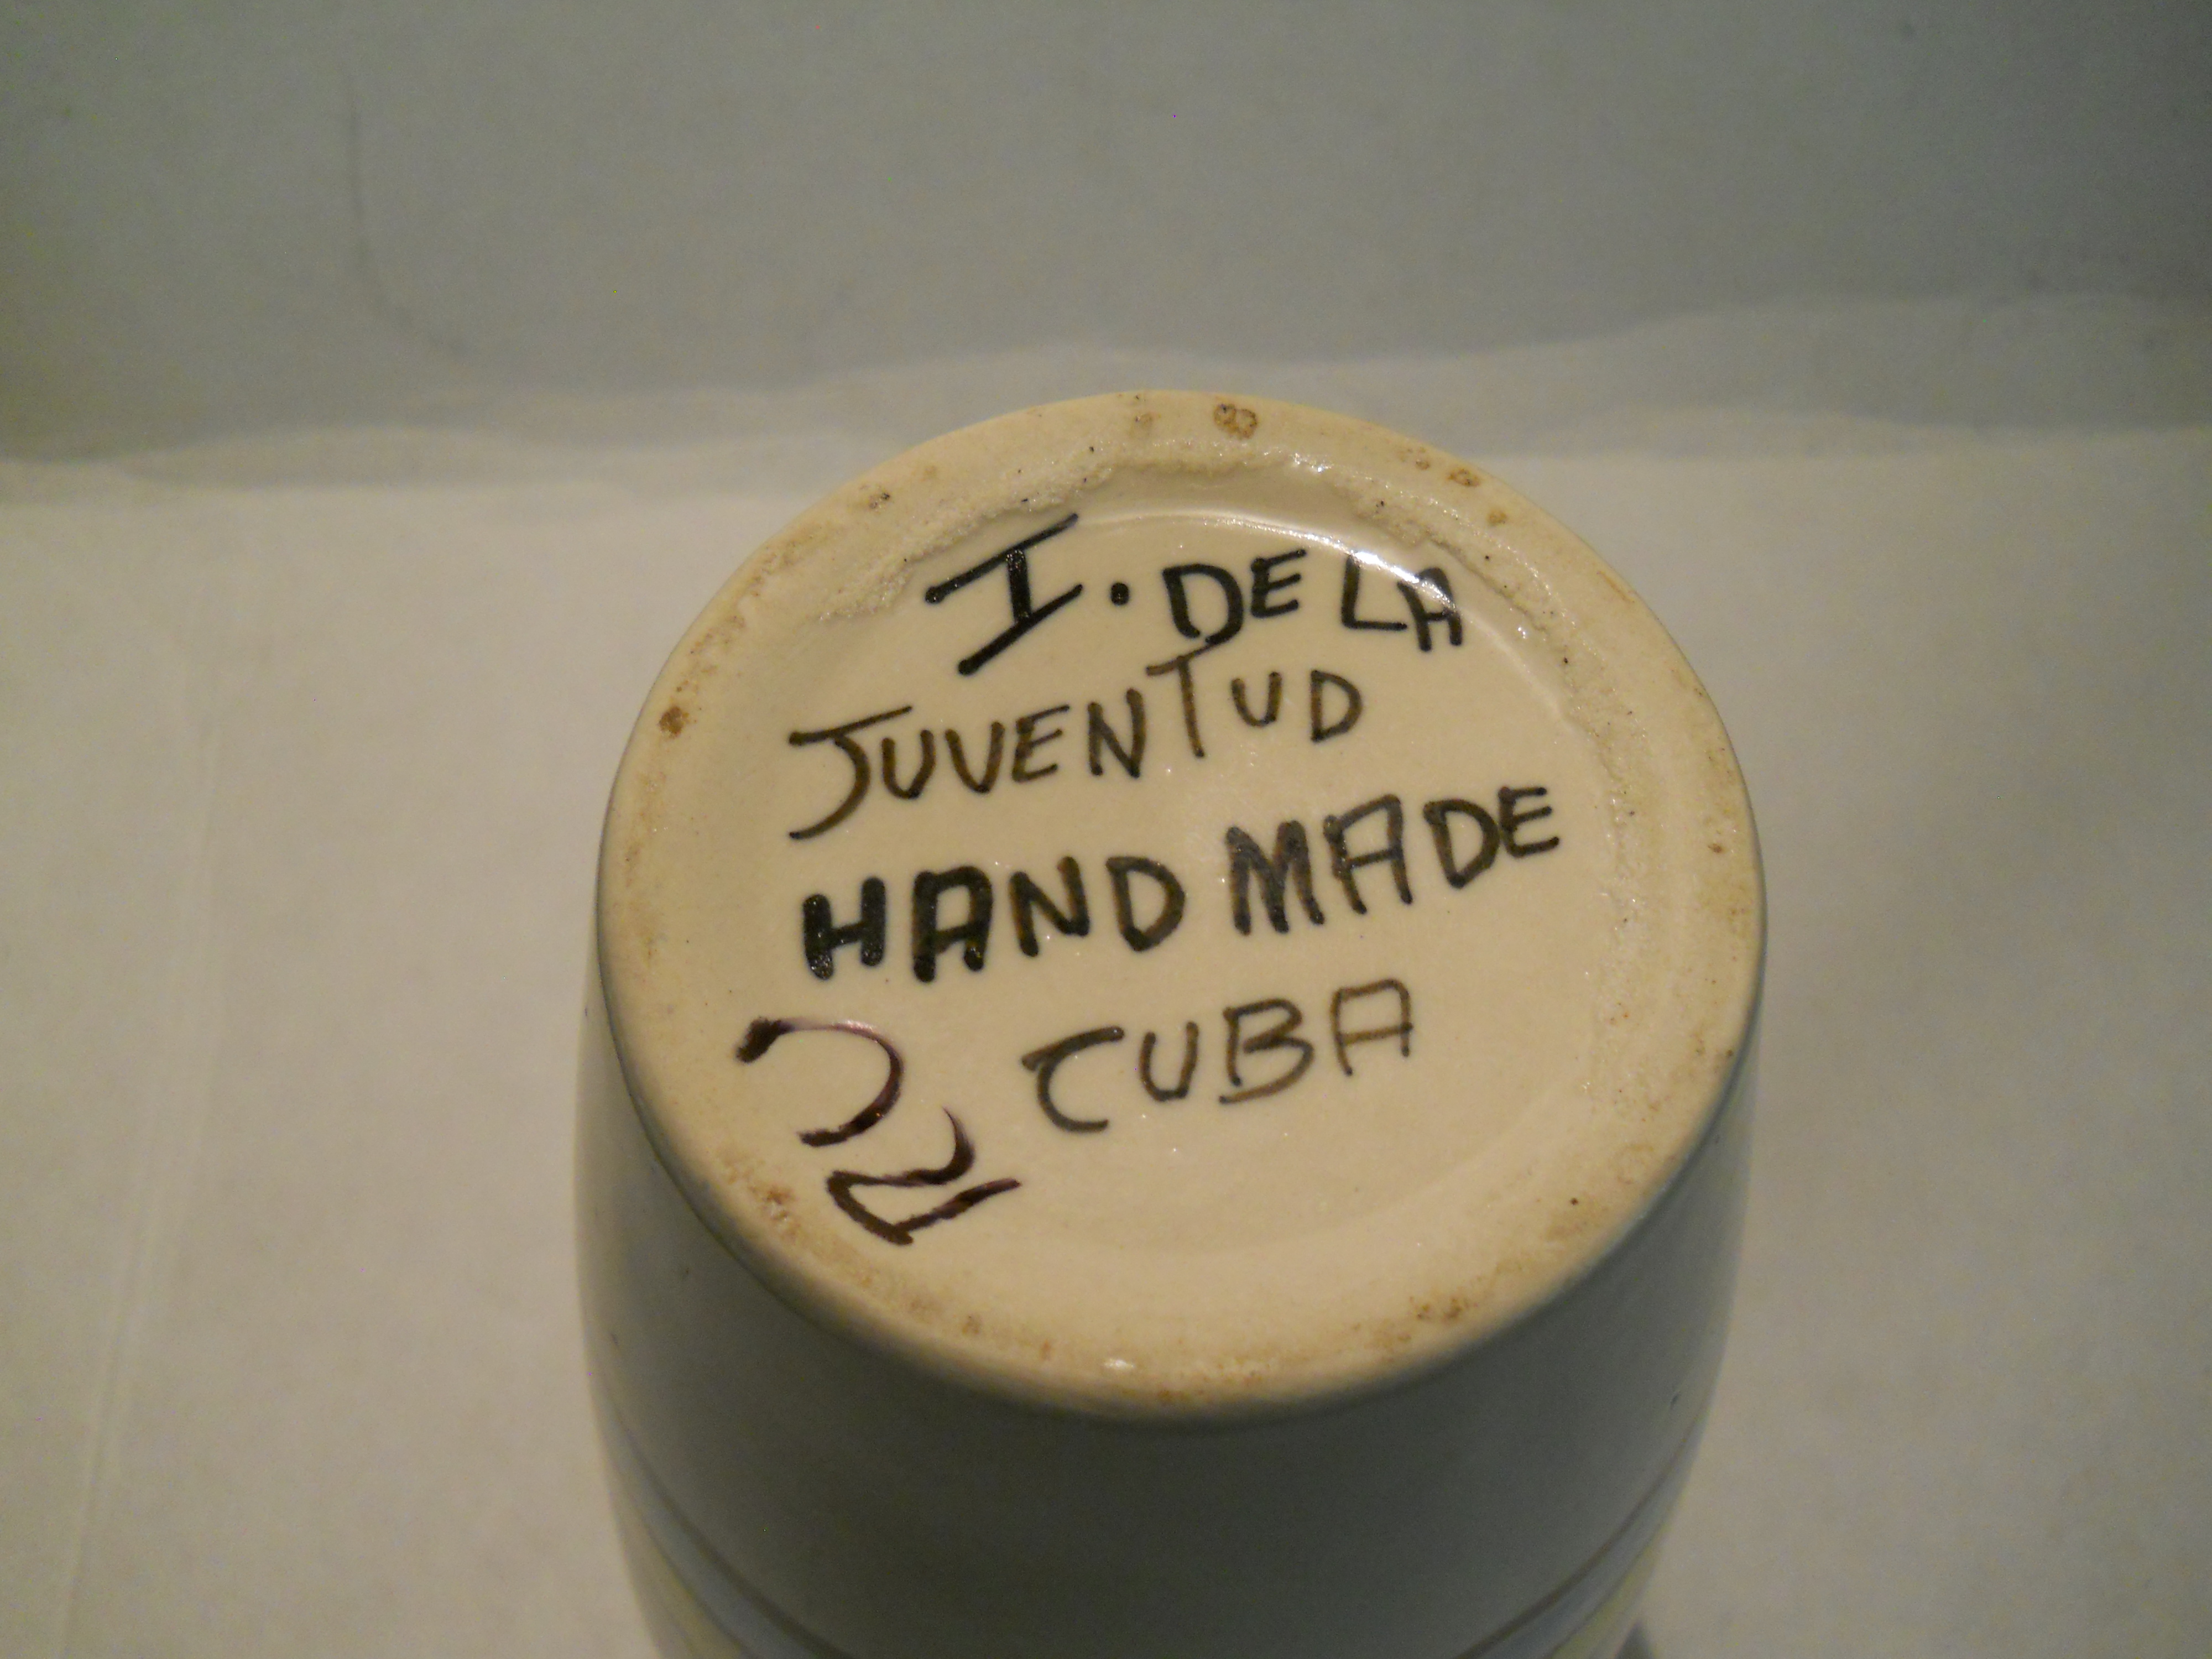 I. DE LA
JUVENTUD
HAND MADE
CUBA